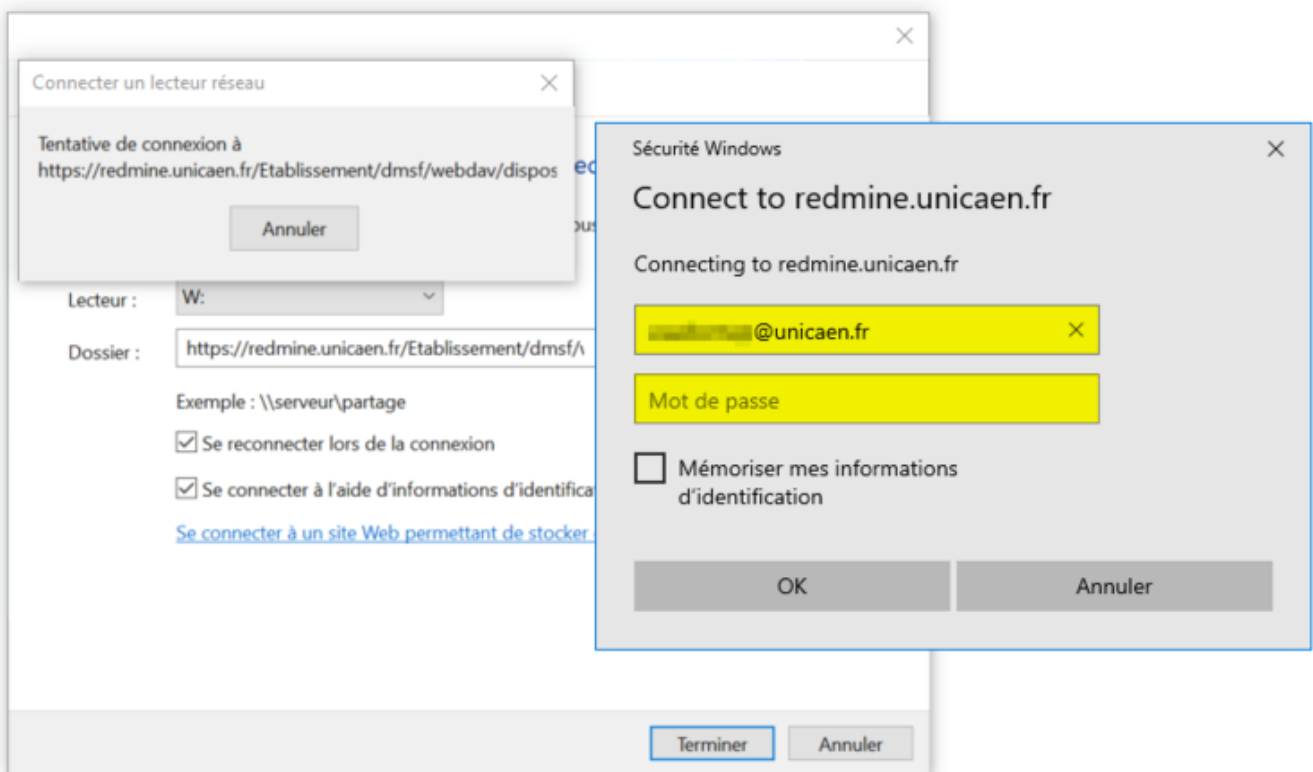 Connecter un lecteur réseau
Tentative de connexion à
https://redmine.unicaen.fr/Etablissement/dmsf/webdav/dispos
Annuler
Lecteur :
W:
Dossier :
https://redmine.unicaen.fr/Etablissement/dmsf/
Exemple : \\serveur\partage
Se reconnecter lors de la connexion
Se connecter à l'aide d'informations d'identifica
Se connecter à un site Web permettant de stocker
Terminer
Annuler
Sécurité Windows
Connect to redmine.unicaen.fr
Connecting to redmine.unicaen.fr
@unicaen.fr
Mot de passe
Mémoriser mes informations
d'identification
OK
Annuler